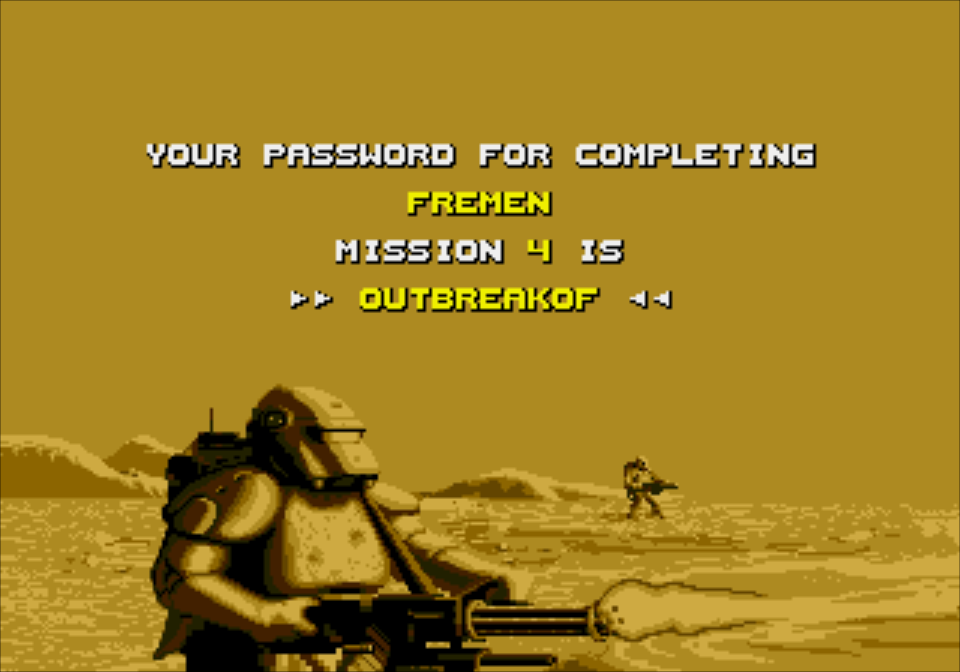 YOUR PASSWORD FOR COMPLETING
FREMEN
MISSION 4 IS
►► OUTBREAKOF ◄◄